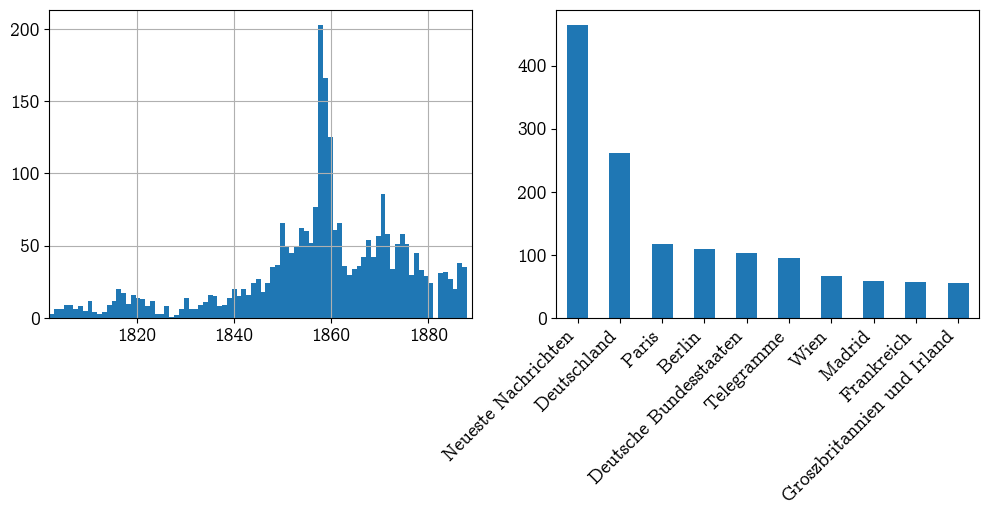 200
150
100
50
0
1820 1840 1860 1880
400
300
200
100
0
Neueste Nachrichten
Deutschland
Paris
Berlin
Deutsche Bundesstaaten
Telegramme
Wien
Madrid
Frankreich
Groszbritannien und Irland